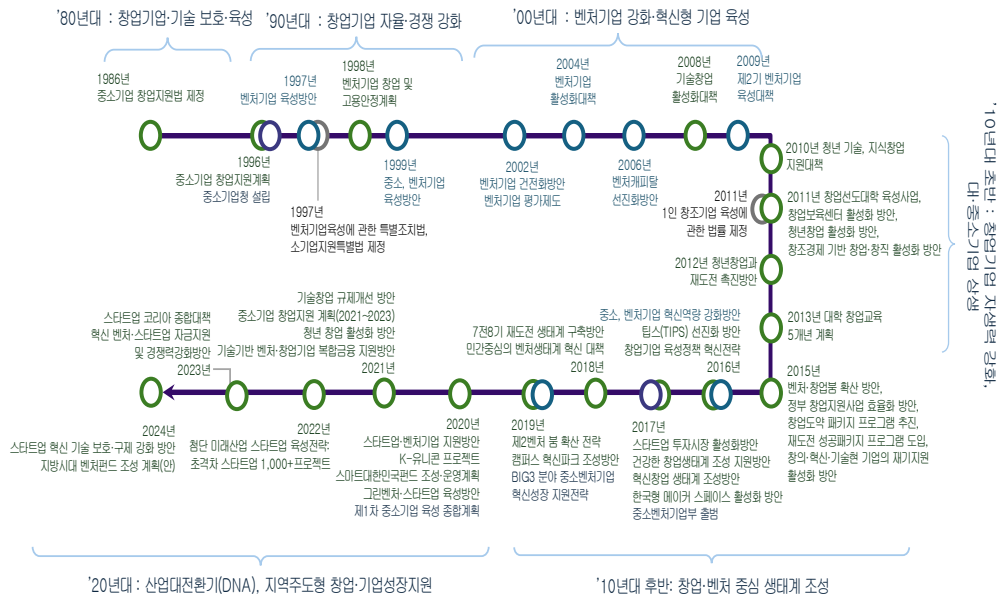 ’80년대 : 창업기업·기술 보호·육성
’90년대 : 창업기업 자율·경쟁 강화
’00년대 : 벤처기업 강화·혁신형 기업 육성
1986년
중소기업 창업지원법 제정
1997년
벤처기업 육성방안
1998년
벤처기업 창업 및
고용안정계획
2004년
벤처기업
활성화대책
2008년
기술창업
활성화대책
2009년
제2기 벤처기업
육성대책
1996년
중소기업 창업지원계획
중소기업청 설립
1997년
벤처기업육성에 관한 특별조치법,
소기업지원특별법 제정
1999년
중소, 벤처기업
육성방안
2002년
벤처기업 건전화방안
벤처기업 평가제도
2006년
벤처캐피탈
선진화방안
2010년 청년 기술, 지식창업
지원대책
2011년
1인 창조기업 육성에
관한 법률 제정
2011년 창업선도대학 육성사업,
창업보육센터 활성화 방안,
청년창업 활성화 방안,
창조경제 기반 창업·창직 활성화 방안
2012년 청년창업과
재도전 촉진방안
2013년 대학 창업교육
5개년 계획
’10년대 초반 : 창업기업 자생력 강화,
대·중소기업 상생
2015년
벤처·창업붐 확산 방안,
정부 창업지원사업 효율화 방안,
창업도약 패키지 프로그램 추진,
재도전 성공패키지 프로그램 도입,
창의·혁신·기술현 기업의 재기지원
활성화 방안
중소, 벤처기업 혁신역량 강화방안
팁스(TIPS) 선진화 방안
창업기업 육성정책 혁신전략
2016년
2017년
스타트업 투자시장 활성화방안
건강한 창업생태계 조성 지원방안
혁신창업 생태계 조성방안
한국형 메이커 스페이스 활성화 방안
중소벤처기업부 출범
7전8기 재도전 생태계 구축방안
민간중심의 벤처생태계 혁신 대책
2018년
2019년
제2벤처 붐 확산 전략
캠퍼스 혁신파크 조성방안
BIG3 분야 중소벤처기업
혁신성장 지원전략
2020년
스타트업·벤처기업 지원방안
K-유니콘 프로젝트
스마트대한민국펀드 조성·운영계획
그린벤처·스타트업 육성방안
제1차 중소기업 육성 종합계획
기술창업 규제개선 방안
중소기업 창업지원 계획(2021~2023)
청년 창업 활성화 방안
기술기반 벤처·창업기업 복합금융 지원방안
2021년
2022년
첨단 미래산업 스타트업 육성전략:
초격차 스타트업 1,000+프로젝트
스타트업 코리아 종합대책
혁신 벤처·스타트업 자금지원
및 경쟁력강화방안
2023년
2024년
스타트업 혁신 기술 보호·구제 강화 방안
지방시대 벤처펀드 조성 계획(안)
’20년대 : 산업대전환기(DNA), 지역주도형 창업·기업성장지원
’10년대 후반: 창업·벤처 중심 생태계 조성